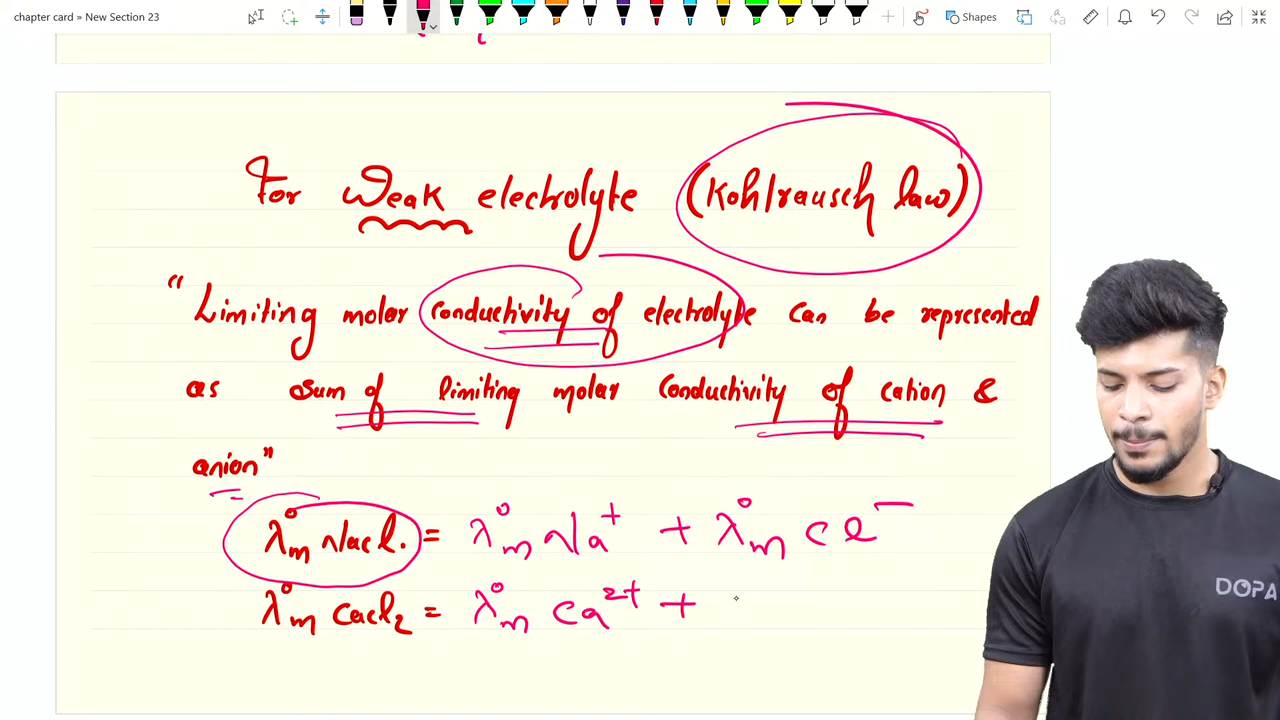 chapter card » New Section 23
Shapes
For Weak electrolyte (Kohlrausch law)
"Limiting molar conductivity of electrolyte can be represented
as sum of limiting molar conductivity of cation &
anion"
λ°m Nacl. = λ°m Na⁺ + λ°m Cl⁻
λ°m Cacl₂ = λ°m Ca²⁺ +
DOPA